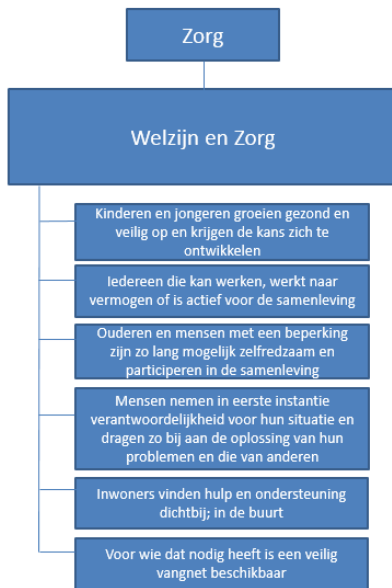 Zorg
Welzijn en Zorg
Kinderen en jongeren groeien gezond en
veilig op en krijgen de kans zich te
ontwikkelen
Iedereen die kan werken, werkt naar
vermogen of is actief voor de samenleving
Ouderen en mensen met een beperking
zijn zo lang mogelijk zelfredzaam en
participeren in de samenleving
Mensen nemen in eerste instantie
verantwoordelijkheid voor hun situatie en
dragen zo bij aan de oplossing van hun
problemen en die van anderen
Inwoners vinden hulp en ondersteuning
dichtbij; in de buurt
Voor wie dat nodig heeft is een veilig
vangnet beschikbaar